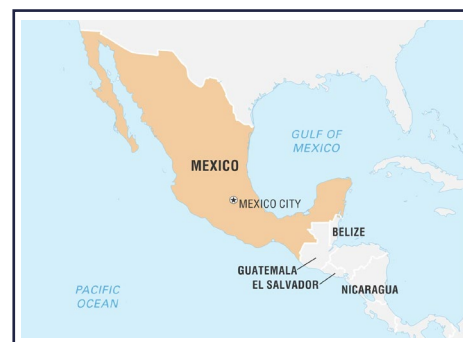 GULF OF
MEXICO
MEXICO
MEXICO CITY
BELIZE
GUATEMALA
EL SALVADOR
NICARAGUA
PACIFIC
OCEAN